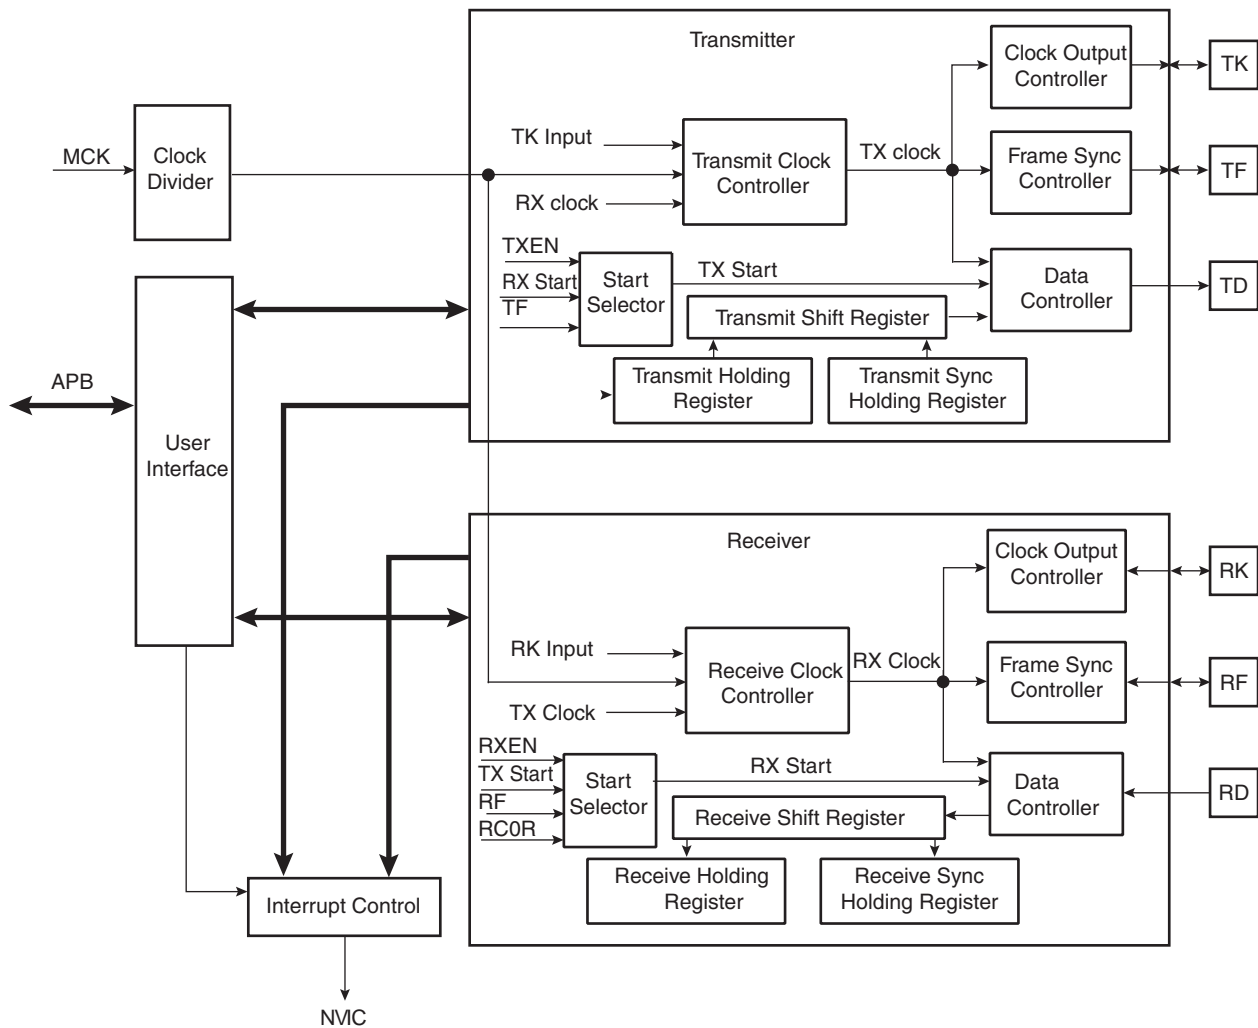 Transmitter
Clock Output
Controller
TK
MCK
Clock
Divider
TK Input
Transmit Clock
Controller
TX clock
Frame Sync
Controller
TF
RX clock
TXEN
RX Start
TF
Start
Selector
TX Start
Data
Controller
TD
Transmit Shift Register
Transmit Holding
Register
Transmit Sync
Holding Register
APB
User
Interface
Receiver
Clock Output
Controller
RK
RK Input
Receive Clock
Controller
RX Clock
Frame Sync
Controller
RF
TX Clock
RXEN
TX Start
RF
RC0R
Start
Selector
RX Start
Data
Controller
RD
Receive Shift Register
Receive Holding
Register
Receive Sync
Holding Register
Interrupt Control
NVIC